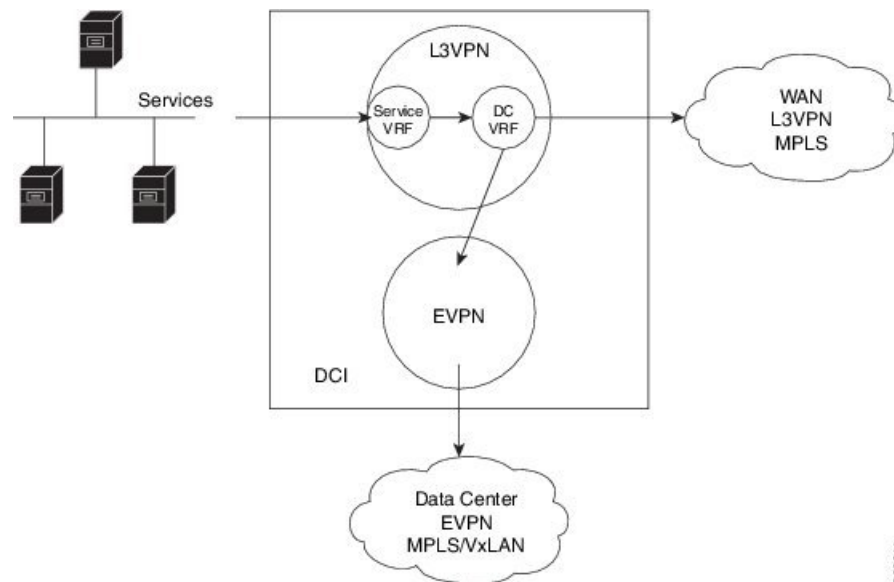 L3VPN
Services
Service
VRF
DC
VRF
WAN
L3VPN
MPLS
EVPN
DCI
Data Center
EVPN
MPLS/VxLAN